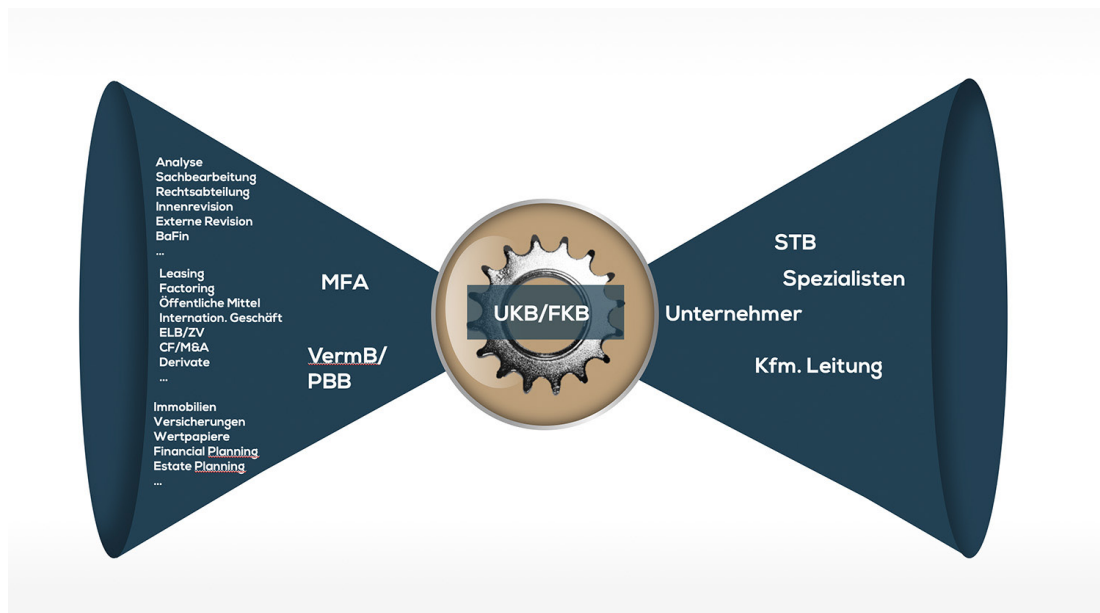 Analyse
Sachbearbeitung
Rechtsabteilung
Innenrevision
Externe Revision
BaFin
...
Leasing
Factoring
Öffentliche Mittel
Internation. Geschäft
ELB/ZV
CF/M&A
Derivate
...
Immobilien
Versicherungen
Wertpapiere
Financial Planning
Estate Planning
...
MFA
VermB/
PBB
UKB/FKB
STB
Spezialisten
Unternehmer
Kfm. Leitung